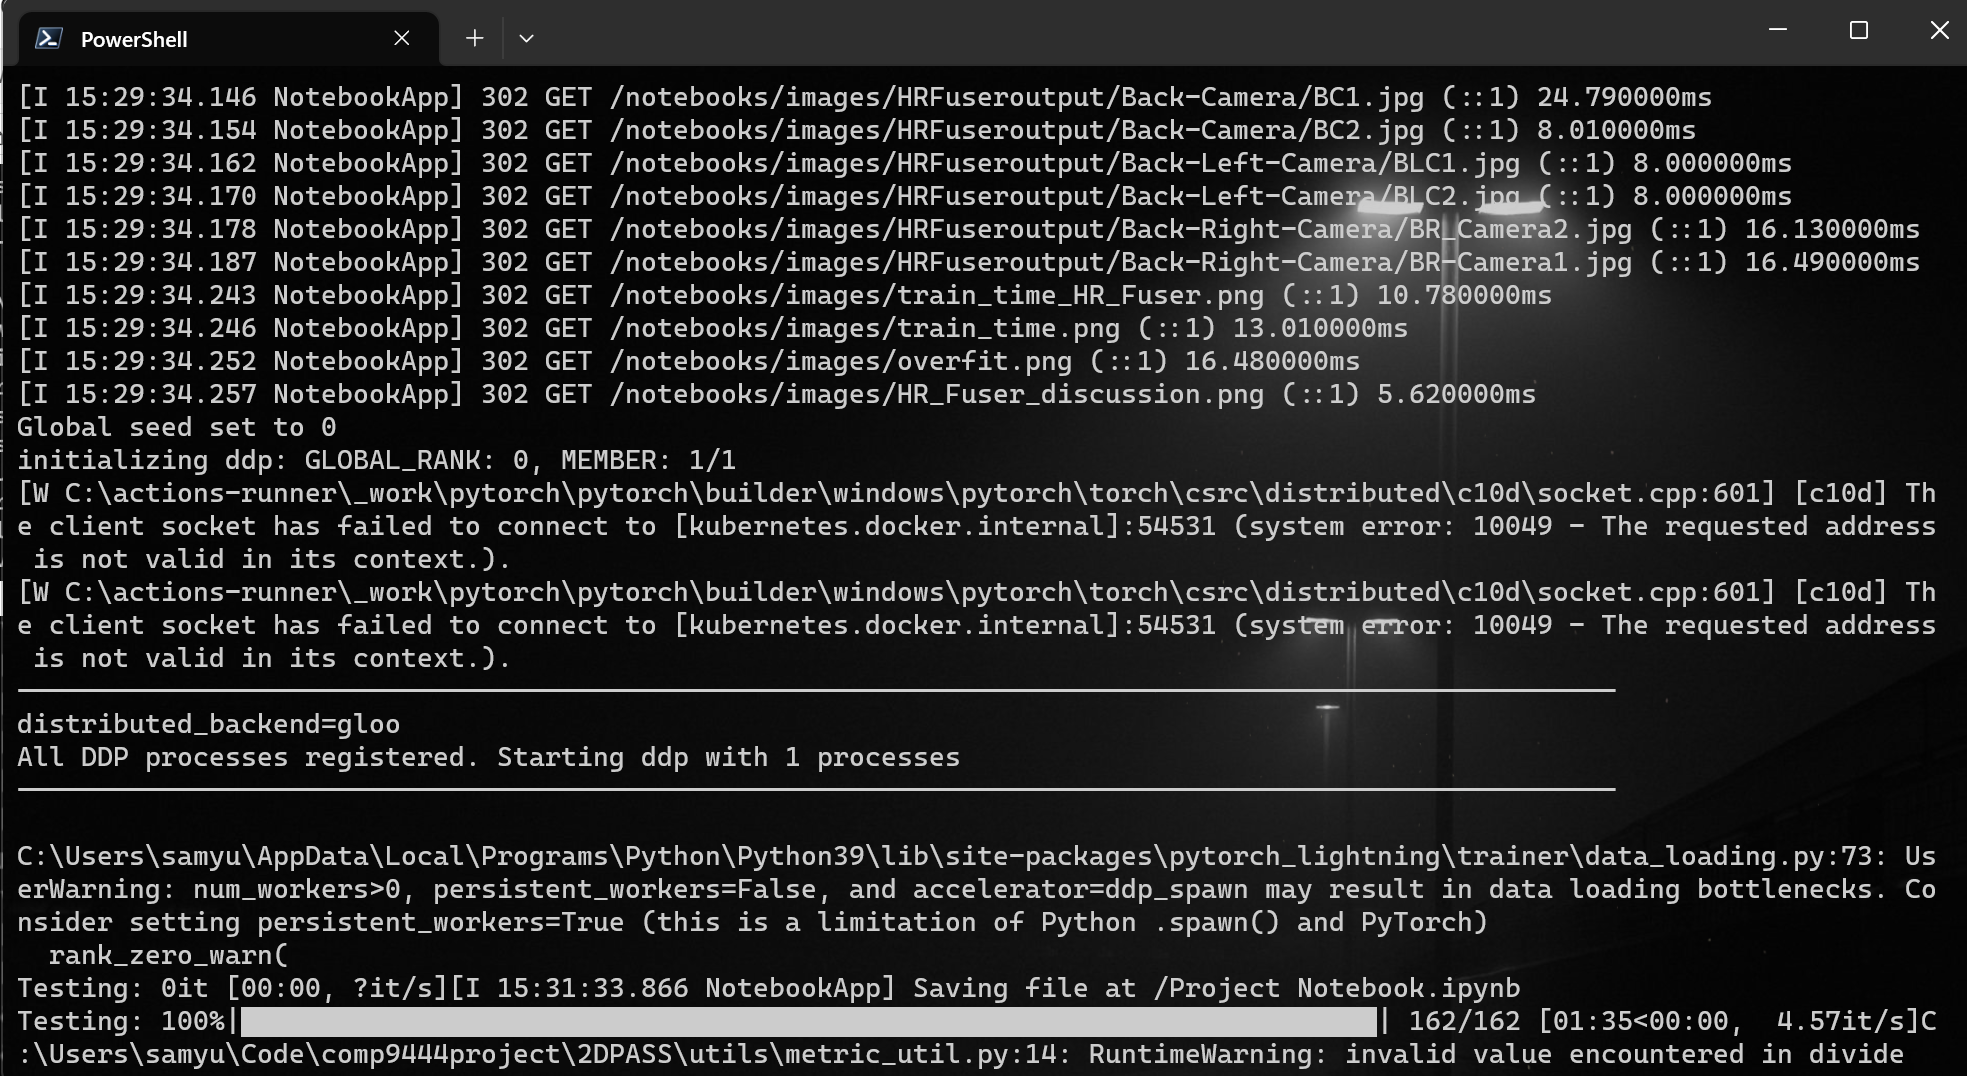 PowerShell
[I 15:29:34.146 NotebookApp] 302 GET /notebooks/images/HRFuseroutput/Back-Camera/BC1.jpg (::1) 24.790000ms
[I 15:29:34.154 NotebookApp] 302 GET /notebooks/images/HRFuseroutput/Back-Camera/BC2.jpg (::1) 8.010000ms
[I 15:29:34.162 NotebookApp] 302 GET /notebooks/images/HRFuseroutput/Back-Left-Camera/BLC1.jpg (::1) 8.000000ms
[I 15:29:34.170 NotebookApp] 302 GET /notebooks/images/HRFuseroutput/Back-Left-Camera/BLC2.jpg (::1) 8.000000ms
[I 15:29:34.178 NotebookApp] 302 GET /notebooks/images/HRFuseroutput/Back-Right-Camera/BR_Camera2.jpg (::1) 16.130000ms
[I 15:29:34.187 NotebookApp] 302 GET /notebooks/images/HRFuseroutput/Back-Right-Camera/BR-Camera1.jpg (::1) 16.490000ms
[I 15:29:34.243 NotebookApp] 302 GET /notebooks/images/train_time_HR_Fuser.png (::1) 10.780000ms
[I 15:29:34.246 NotebookApp] 302 GET /notebooks/images/train_time.png (::1) 13.010000ms
[I 15:29:34.252 NotebookApp] 302 GET /notebooks/images/overfit.png (::1) 16.480000ms
[I 15:29:34.257 NotebookApp] 302 GET /notebooks/images/HR_Fuser_discussion.png (::1) 5.620000ms
Global seed set to 0
initializing ddp: GLOBAL_RANK: 0, MEMBER: 1/1
[W C:\actions-runner\_work\pytorch\pytorch\builder\windows\pytorch\torch\csrc\distributed\c10d\socket.cpp:601] [c10d] Th
e client socket has failed to connect to [kubernetes.docker.internal]:54531 (system error: 10049 - The requested address
 is not valid in its context.).
[W C:\actions-runner\_work\pytorch\pytorch\builder\windows\pytorch\torch\csrc\distributed\c10d\socket.cpp:601] [c10d] Th
e client socket has failed to connect to [kubernetes.docker.internal]:54531 (system error: 10049 - The requested address
 is not valid in its context.).
distributed_backend=gloo
All DDP processes registered. Starting ddp with 1 processes
C:\Users\samyu\AppData\Local\Programs\Python\Python39\lib\site-packages\pytorch_lightning\trainer\data_loading.py:73: Us
erWarning: num_workers>0, persistent_workers=False, and accelerator=ddp_spawn may result in data loading bottlenecks. Co
nsider setting persistent_workers=True (this is a limitation of Python .spawn() and PyTorch)
  rank_zero_warn(
Testing: 0it [00:00, ?it/s][I 15:31:33.866 NotebookApp] Saving file at /Project Notebook.ipynb
Testing: 100%| | 162/162 [01:35<00:00,  4.57it/s]C
:\Users\samyu\Code\comp9444project\2DPASS\utils\metric_util.py:14: RuntimeWarning: invalid value encountered in divide